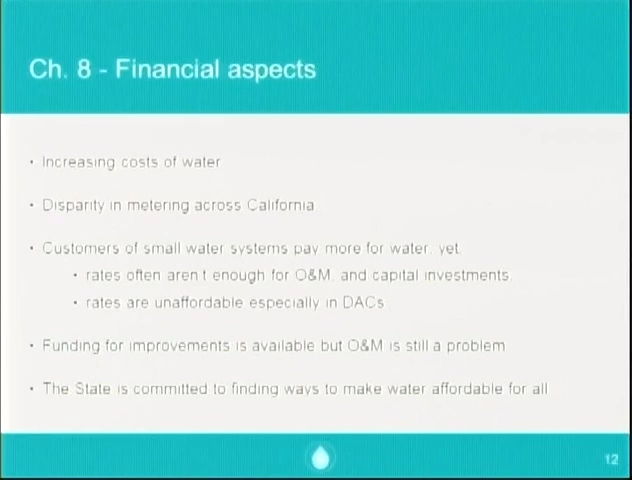 Ch. 8 - Financial aspects
• Increasing costs of water
• Disparity in metering across California
• Customers of small water systems pay more for water, yet
• rates often aren't enough for O&M, and capital investments
• rates are unaffordable especially in DACs
• Funding for improvements is available but O&M is still a problem
• The State is committed to finding ways to make water affordable for all
12